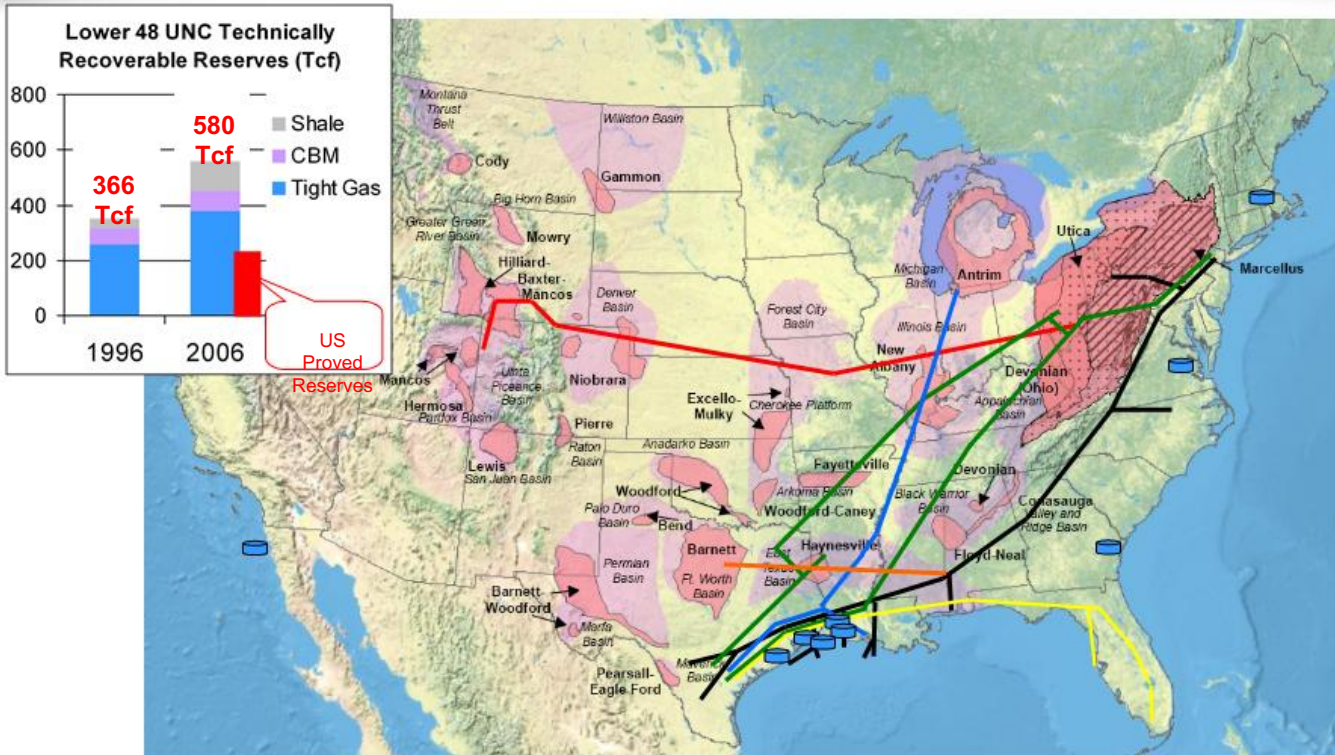 Lower 48 UNC Technically
Recoverable Reserves (Tcf)
800
600
400
200
0
366
Tcf
580
Tcf
Shale
CBM
Tight Gas
1996
2006
US
Proved
Reserves
Montana
Thrust
Belt
Cody
Williston Basin
Gammon
Big Horn Basin
Greater Green
River Basin
Mowry
Hilliard-
Baxter-
Mancos
Denver
Basin
Forest City
Basin
Michigan
Basin
Antrim
Utica
Marcellus
Illinois Basin
New
Albany
Mancos
Uinta
Piceance
Basin
Niobrara
Hermosa
Paradox Basin
Excello-
Mulky
Cherokee Platform
Devonian
(Ohio)
Appalachian
Basin
Pierre
Raton
Basin
Lewis
San Juan Basin
Anadarko Basin
Fayetteville
Devonian
Woodford
Arkoma Basin
Woodford-Caney
Black Warrior
Basin
Conasauga
Valley and
Ridge Basin
Palo Duro
Basin
Bend
Barnett
Haynesville
East
Texas
Basin
Floyd-Neal
Permian
Basin
Ft. Worth
Basin
Barnett-
Woodford
Marfa
Basin
Maverick
Basin
Pearsall-
Eagle Ford